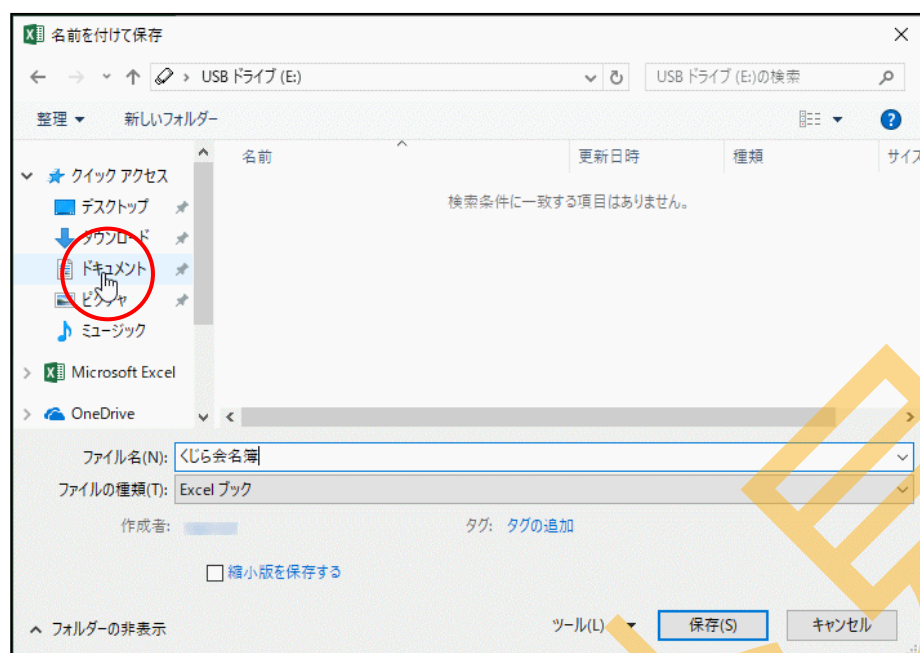 名前を付けて保存
USB ドライブ (E:)
USB ドライブ (E:)の検索
整理
新しいフォルダー
名前
更新日時
種類
サイズ
検索条件に一致する項目はありません。
クイック アクセス
デスクトップ
ダウンロード
ドキュメント
ピクチャ
ミュージック
Microsoft Excel
OneDrive
ファイル名(N): くじら会名簿
ファイルの種類(T): Excel ブック
作成者:
タグ: タグの追加
縮小版を保存する
フォルダーの非表示
ツール(L)
保存(S)
キャンセル